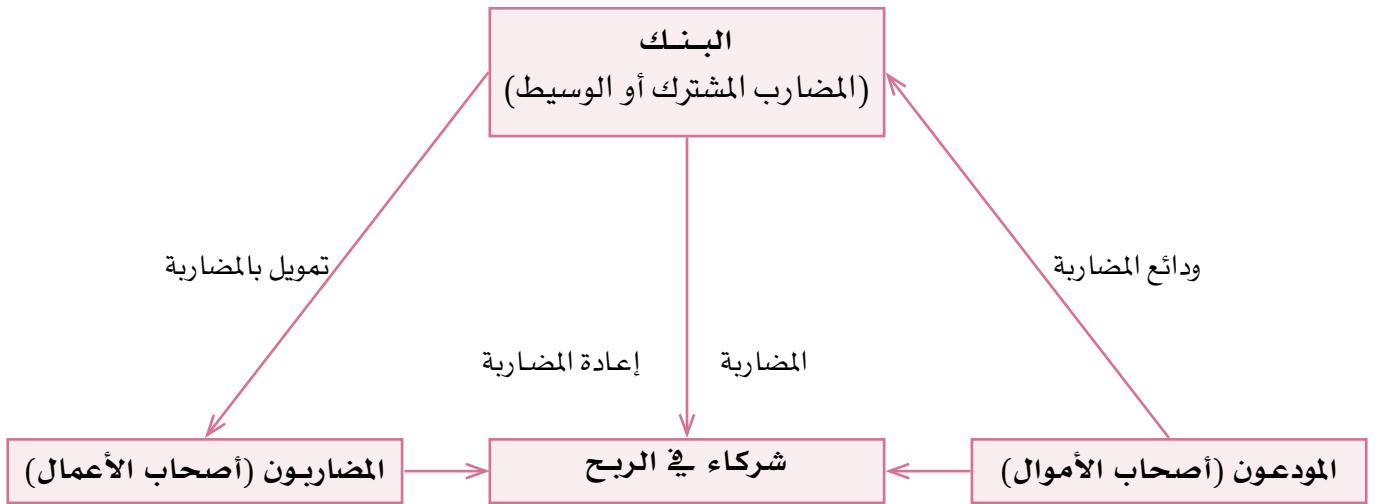 البنك
(المضارب المشترك أو الوسيط)
ودائع المضاربة
تمويل بالمضاربة
المضاربة
إعادة المضاربة
المودعون (أصحاب الأموال)
شركاء في الربح
المضاربون (أصحاب الأعمال)